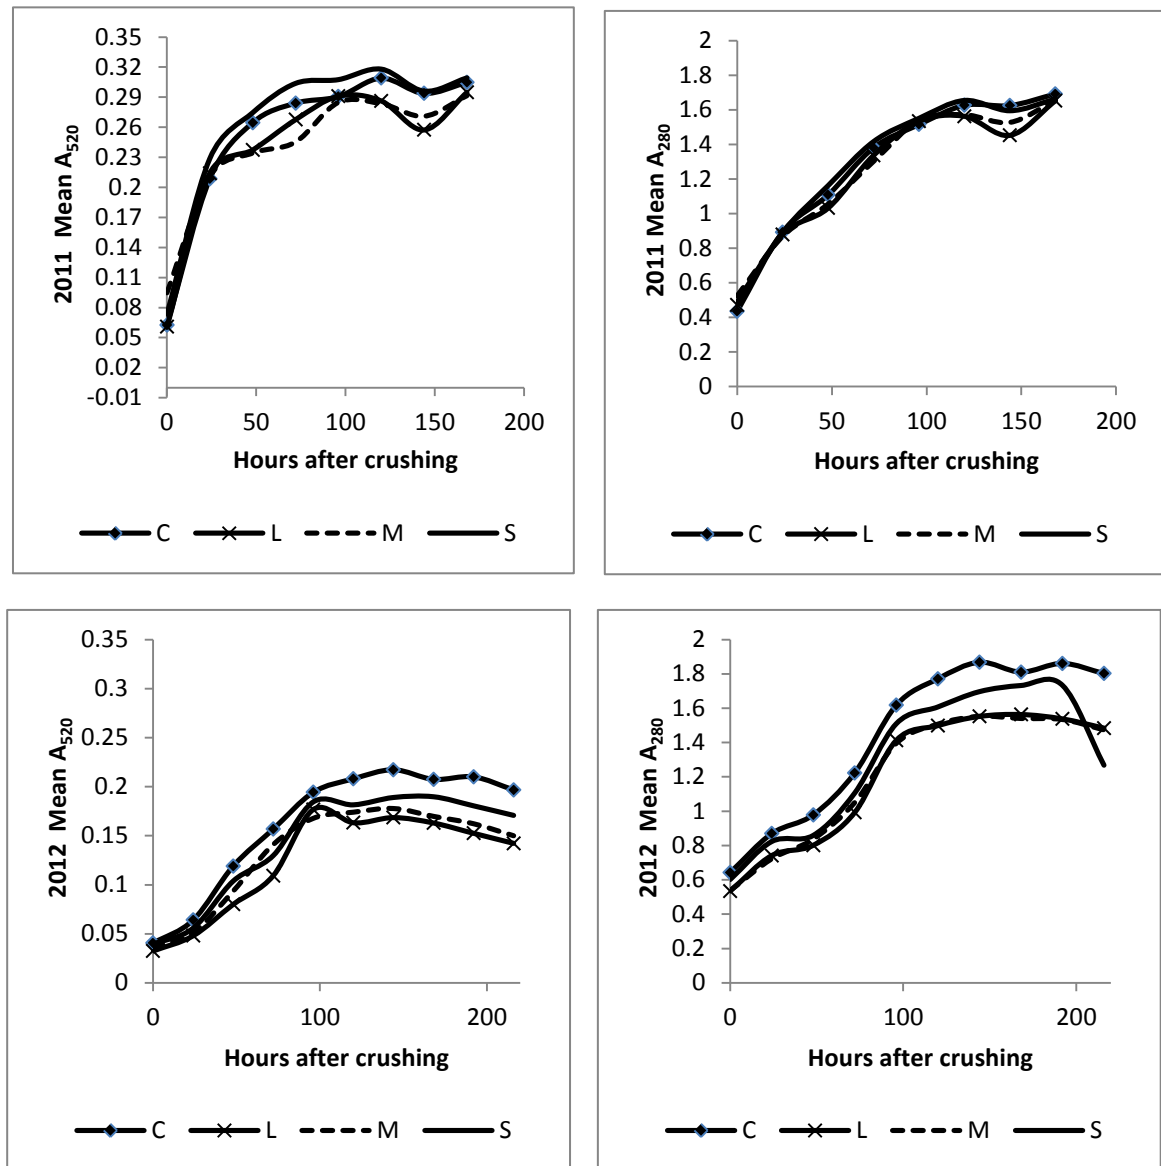 0.35
0.32
0.29
0.26
0.23
0.2
0.17
0.14
0.11
0.08
0.05
0.02
-0.01
2011 Mean A520
0 50 100 150 200
Hours after crushing
C L M S
2
1.8
1.6
1.4
1.2
1
0.8
0.6
0.4
0.2
0
2011 Mean A280
0 50 100 150 200
Hours after crushing
C L M S
0.35
0.3
0.25
0.2
0.15
0.1
0.05
0
2012 Mean A520
0 100 200
Hours after crushing
C L M S
2
1.8
1.6
1.4
1.2
1
0.8
0.6
0.4
0.2
0
2012 Mean A280
0 100 200
Hours after crushing
C L M S